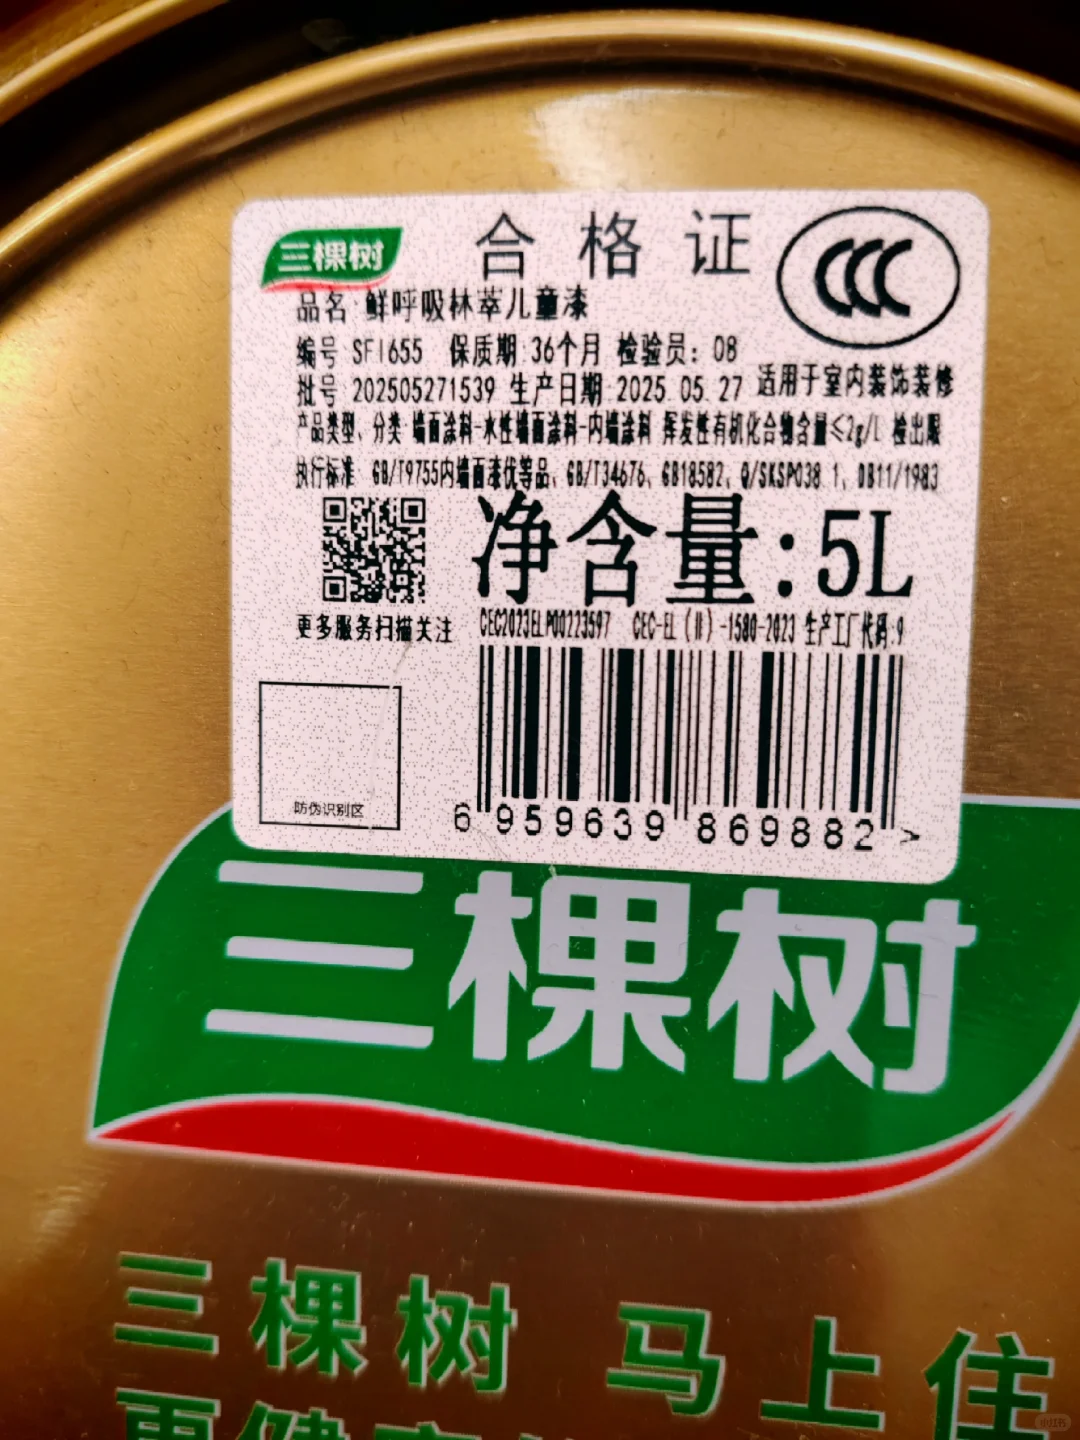 三棵树
合格证
CCC
品名 鲜呼吸林萃儿童漆
编号 SFI655 保质期 36个月 检验员: 08
批号 202505271539 生产日期 2025.05.27 适用于室内装饰装修
产品类型、分类 墙面涂料-水性墙面涂料-内墙涂料 挥发性有机化合物含量≤2g/L 检出限
执行标准 GB/T9755内墙面漆优等品、GB/T34676、GB18582、Q/SKSP038.1、DB11/1983
净含量:5L
更多服务扫描关注
CEC2023ELP00223597 CEC-EL(Ⅱ)-1580-2023 生产工厂代码:9
防伪识别区
6 959639 869882 >
三棵树
三棵树 马上住
更健
小红书